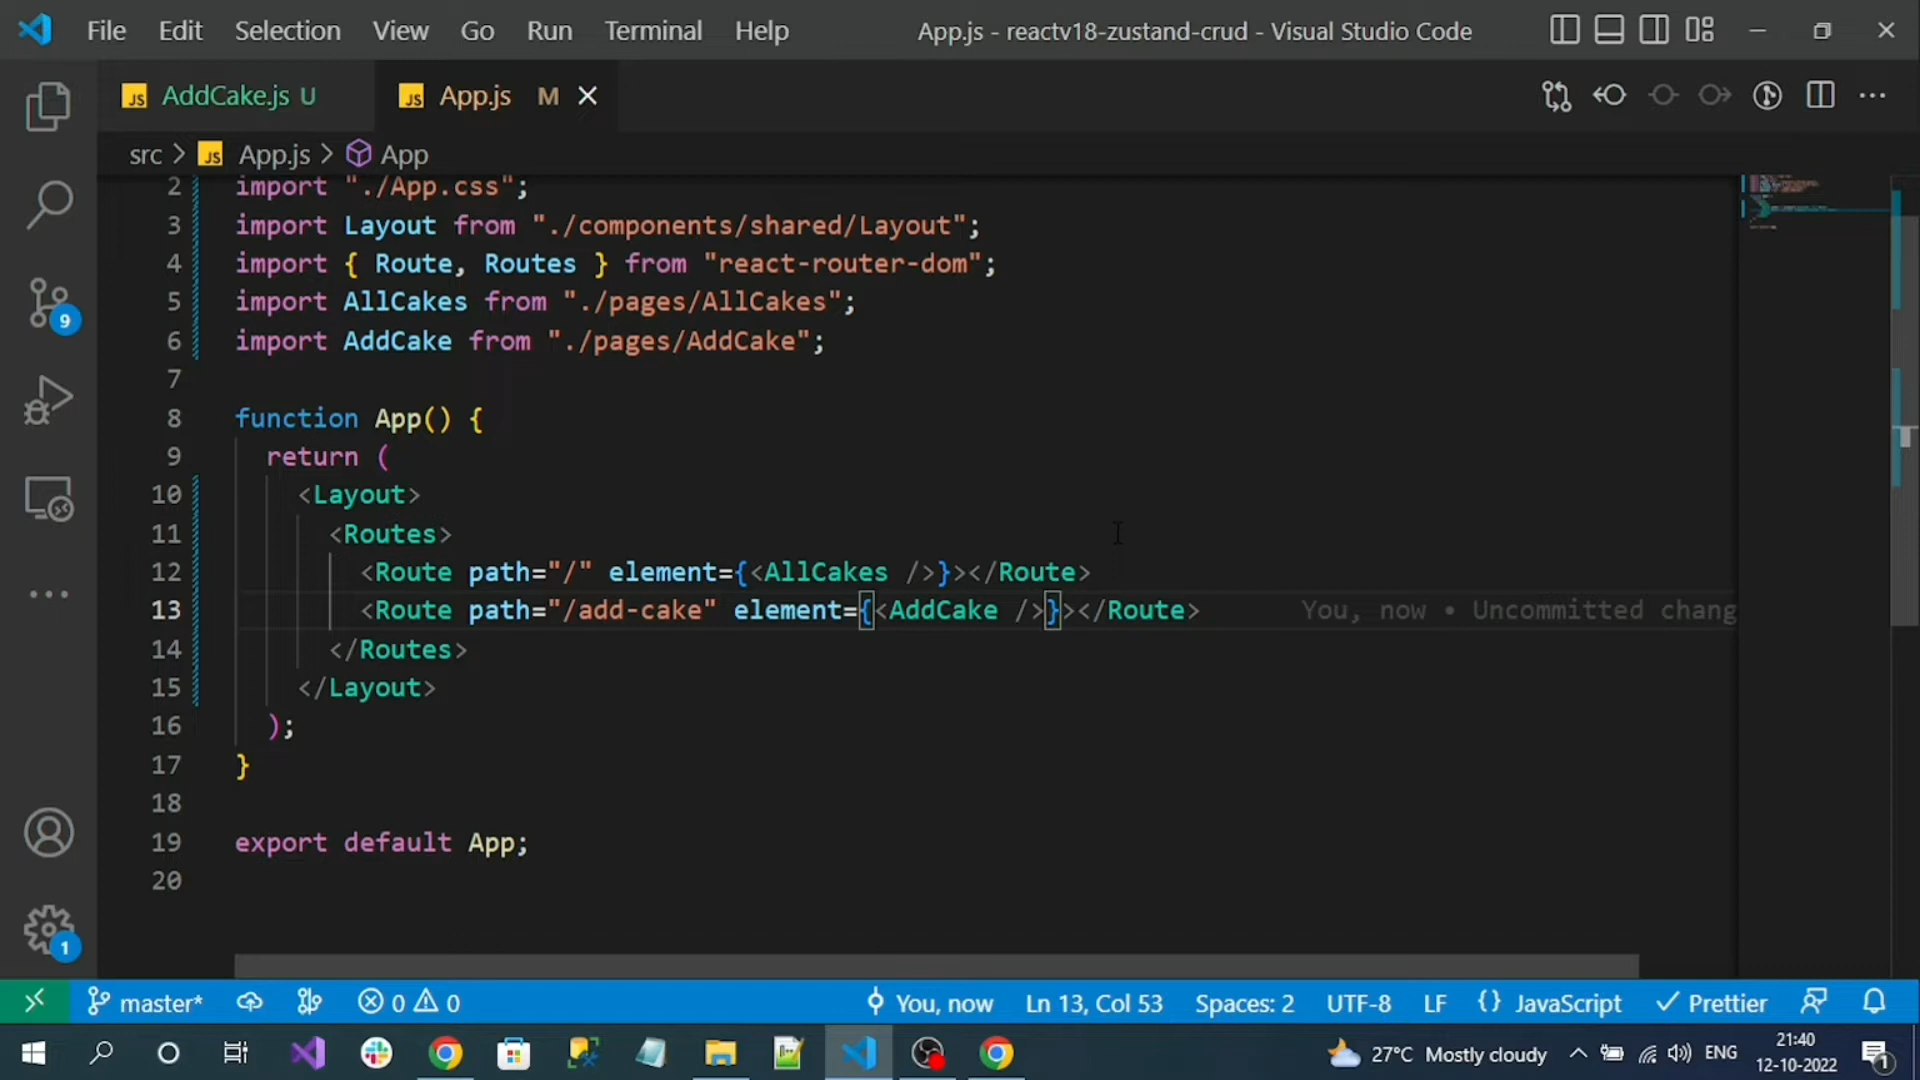 File Edit Selection View Go Run Terminal Help App.js - reactv18-zustand-crud - Visual Studio Code
JS AddCake.js U JS App.js M
src > JS App.js > App
2 import "./App.css";
3 import Layout from "./components/shared/Layout";
4 import { Route, Routes } from "react-router-dom";
5 import AllCakes from "./pages/AllCakes";
6 import AddCake from "./pages/AddCake";
7
8 function App() {
9 return (
10 <Layout>
11 <Routes>
12 <Route path="/" element={<AllCakes />}></Route>
13 <Route path="/add-cake" element={<AddCake />}></Route> You, now • Uncommitted chang
14 </Routes>
15 </Layout>
16 );
17 }
18
19 export default App;
20
9
1
master* 0 0 You, now Ln 13, Col 53 Spaces: 2 UTF-8 LF {} JavaScript Prettier
27°C Mostly cloudy ENG 21:40
12-10-2022
1